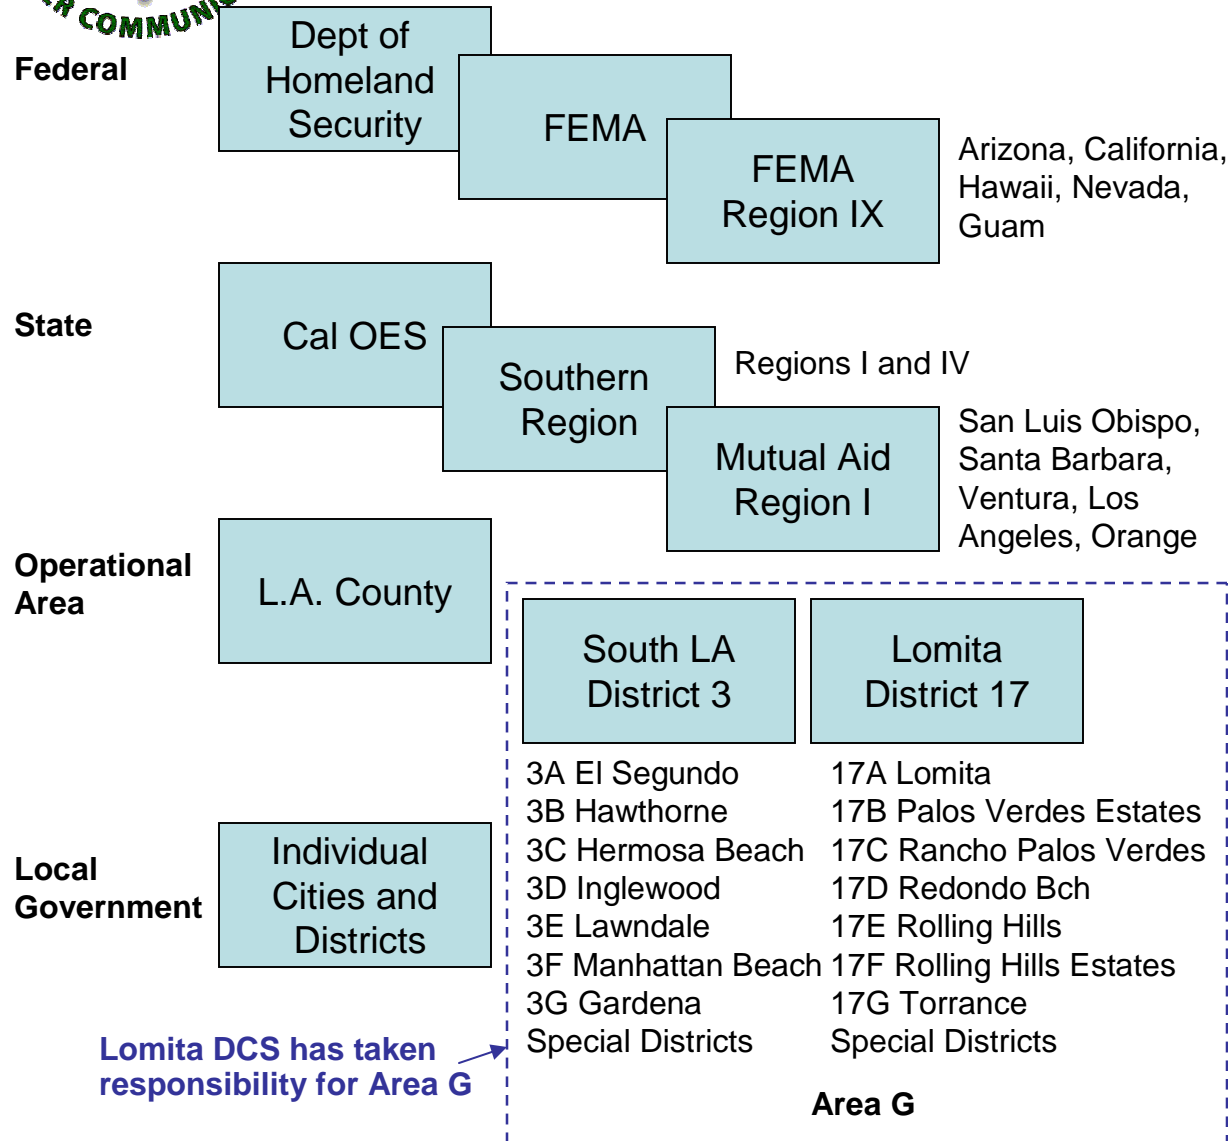 COMMUNI
Federal
Dept of
Homeland
Security
FEMA
FEMA
Region IX
Arizona, California,
Hawaii, Nevada,
Guam
State
Cal OES
Southern
Region
Regions I and IV
Mutual Aid
Region I
San Luis Obispo,
Santa Barbara,
Ventura, Los
Angeles, Orange
Operational
Area
L.A. County
South LA
District 3
Lomita
District 17
Local
Government
Individual
Cities and
Districts
3A El Segundo
3B Hawthorne
3C Hermosa Beach
3D Inglewood
3E Lawndale
3F Manhattan Beach
3G Gardena
Special Districts
17A Lomita
17B Palos Verdes Estates
17C Rancho Palos Verdes
17D Redondo Bch
17E Rolling Hills
17F Rolling Hills Estates
17G Torrance
Special Districts
Lomita DCS has taken
responsibility for Area G
Area G